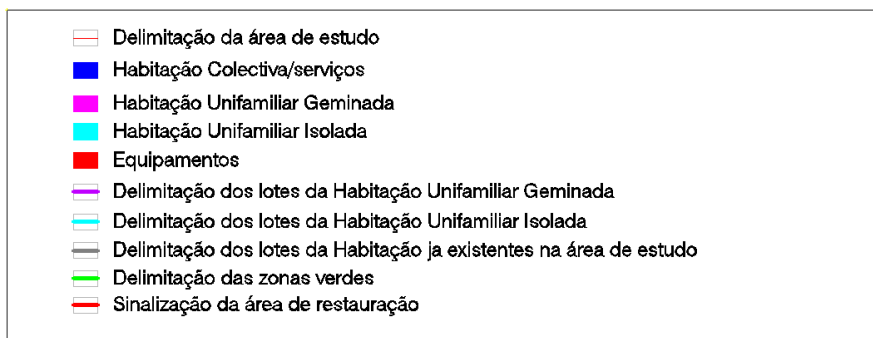 Delimitação da área de estudo
Habitação Colectiva/serviços
Habitação Unifamiliar Geminada
Habitação Unifamiliar Isolada
Equipamentos
Delimitação dos lotes da Habitação Unifamiliar Geminada
Delimitação dos lotes da Habitação Unifamiliar Isolada
Delimitação dos lotes da Habitação ja existentes na área de estudo
Delimitação das zonas verdes
Sinalização da área de restauração